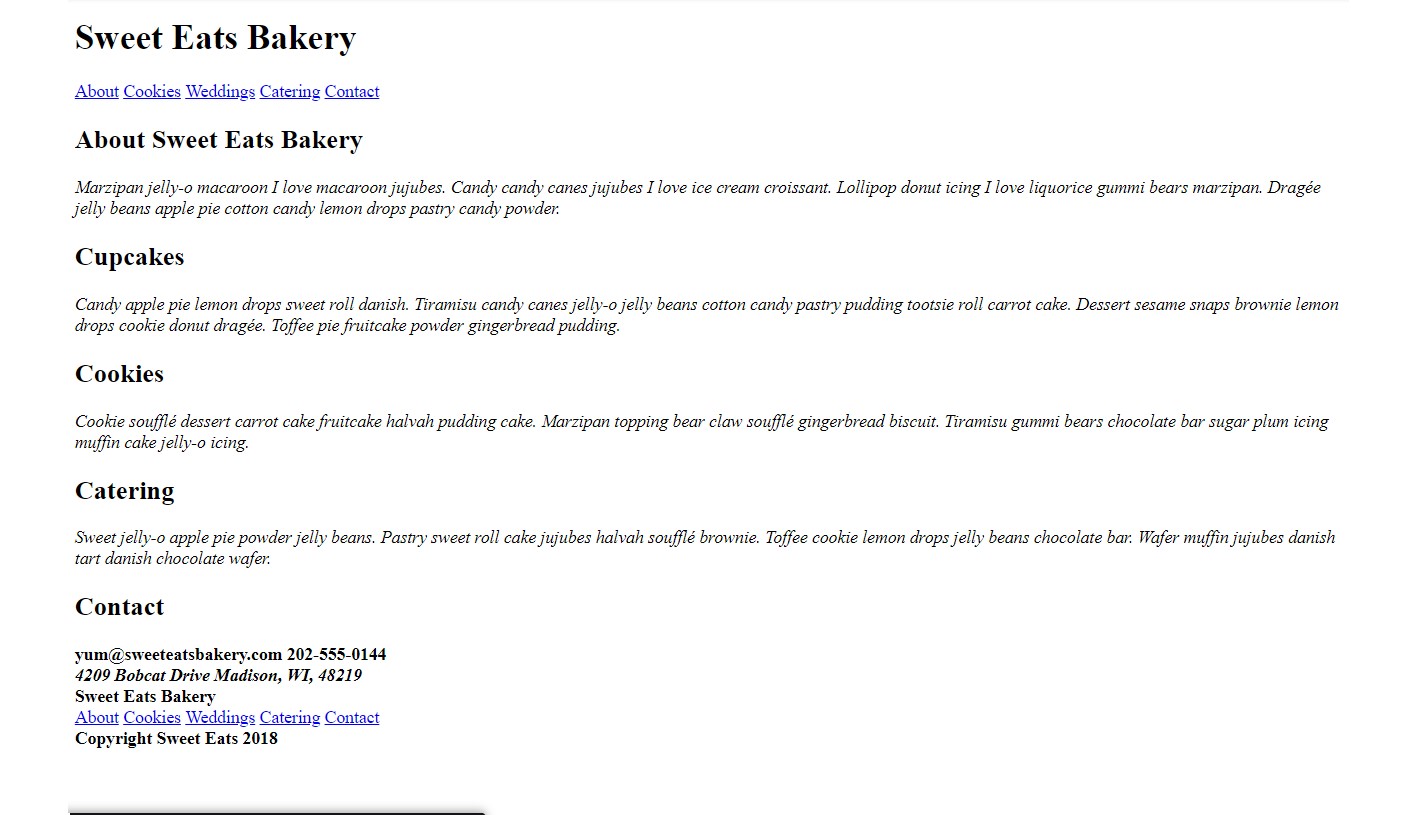 Sweet Eats Bakery
About Cookies Weddings Catering Contact
About Sweet Eats Bakery
Marzipan jelly-o macaroon I love macaroon jujubes. Candy candy canes jujubes I love ice cream croissant. Lollipop donut icing I love liquorice gummi bears marzipan. Dragée
jelly beans apple pie cotton candy lemon drops pastry candy powder.
Cupcakes
Candy apple pie lemon drops sweet roll danish. Tiramisu candy canes jelly-o jelly beans cotton candy pastry pudding tootsie roll carrot cake. Dessert sesame snaps brownie lemon
drops cookie donut dragée. Toffee pie fruitcake powder gingerbread pudding.
Cookies
Cookie soufflé dessert carrot cake fruitcake halvah pudding cake. Marzipan topping bear claw soufflé gingerbread biscuit. Tiramisu gummi bears chocolate bar sugar plum icing
muffin cake jelly-o icing.
Catering
Sweet jelly-o apple pie powder jelly beans. Pastry sweet roll cake jujubes halvah soufflé brownie. Toffee cookie lemon drops jelly beans chocolate bar. Wafer muffin jujubes danish
tart danish chocolate wafer.
Contact
yum@sweeteatsbakery.com 202-555-0144
4209 Bobcat Drive Madison, WI, 48219
Sweet Eats Bakery
About Cookies Weddings Catering Contact
Copyright Sweet Eats 2018